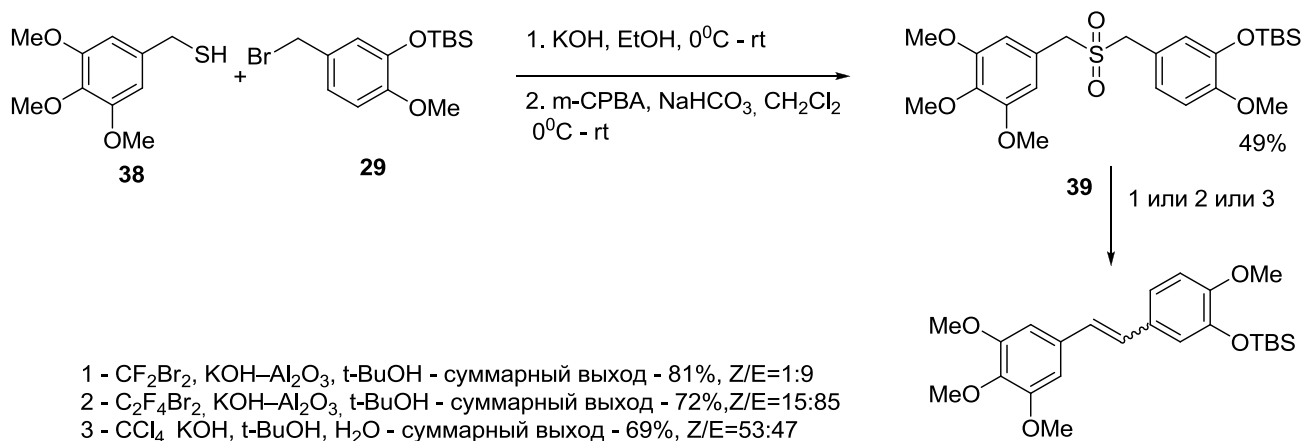 MeO
MeO
OMe
SH
38
+
Br
OTBS
OMe
29
1. KOH, EtOH, 0⁰C - rt
2. m-CPBA, NaHCO₃, CH₂Cl₂
0⁰C - rt
MeO
MeO
OMe
O
S
O
OTBS
OMe
49%
39
1 или 2 или 3
MeO
MeO
OMe
OMe
OTBS
1 - CF₂Br₂, KOH–Al₂O₃, t-BuOH - суммарный выход - 81%, Z/E=1:9
2 - C₂F₄Br₂, KOH–Al₂O₃, t-BuOH - суммарный выход - 72%,Z/E=15:85
3 - CCl₄ KOH, t-BuOH, H₂O - суммарный выход - 69%, Z/E=53:47